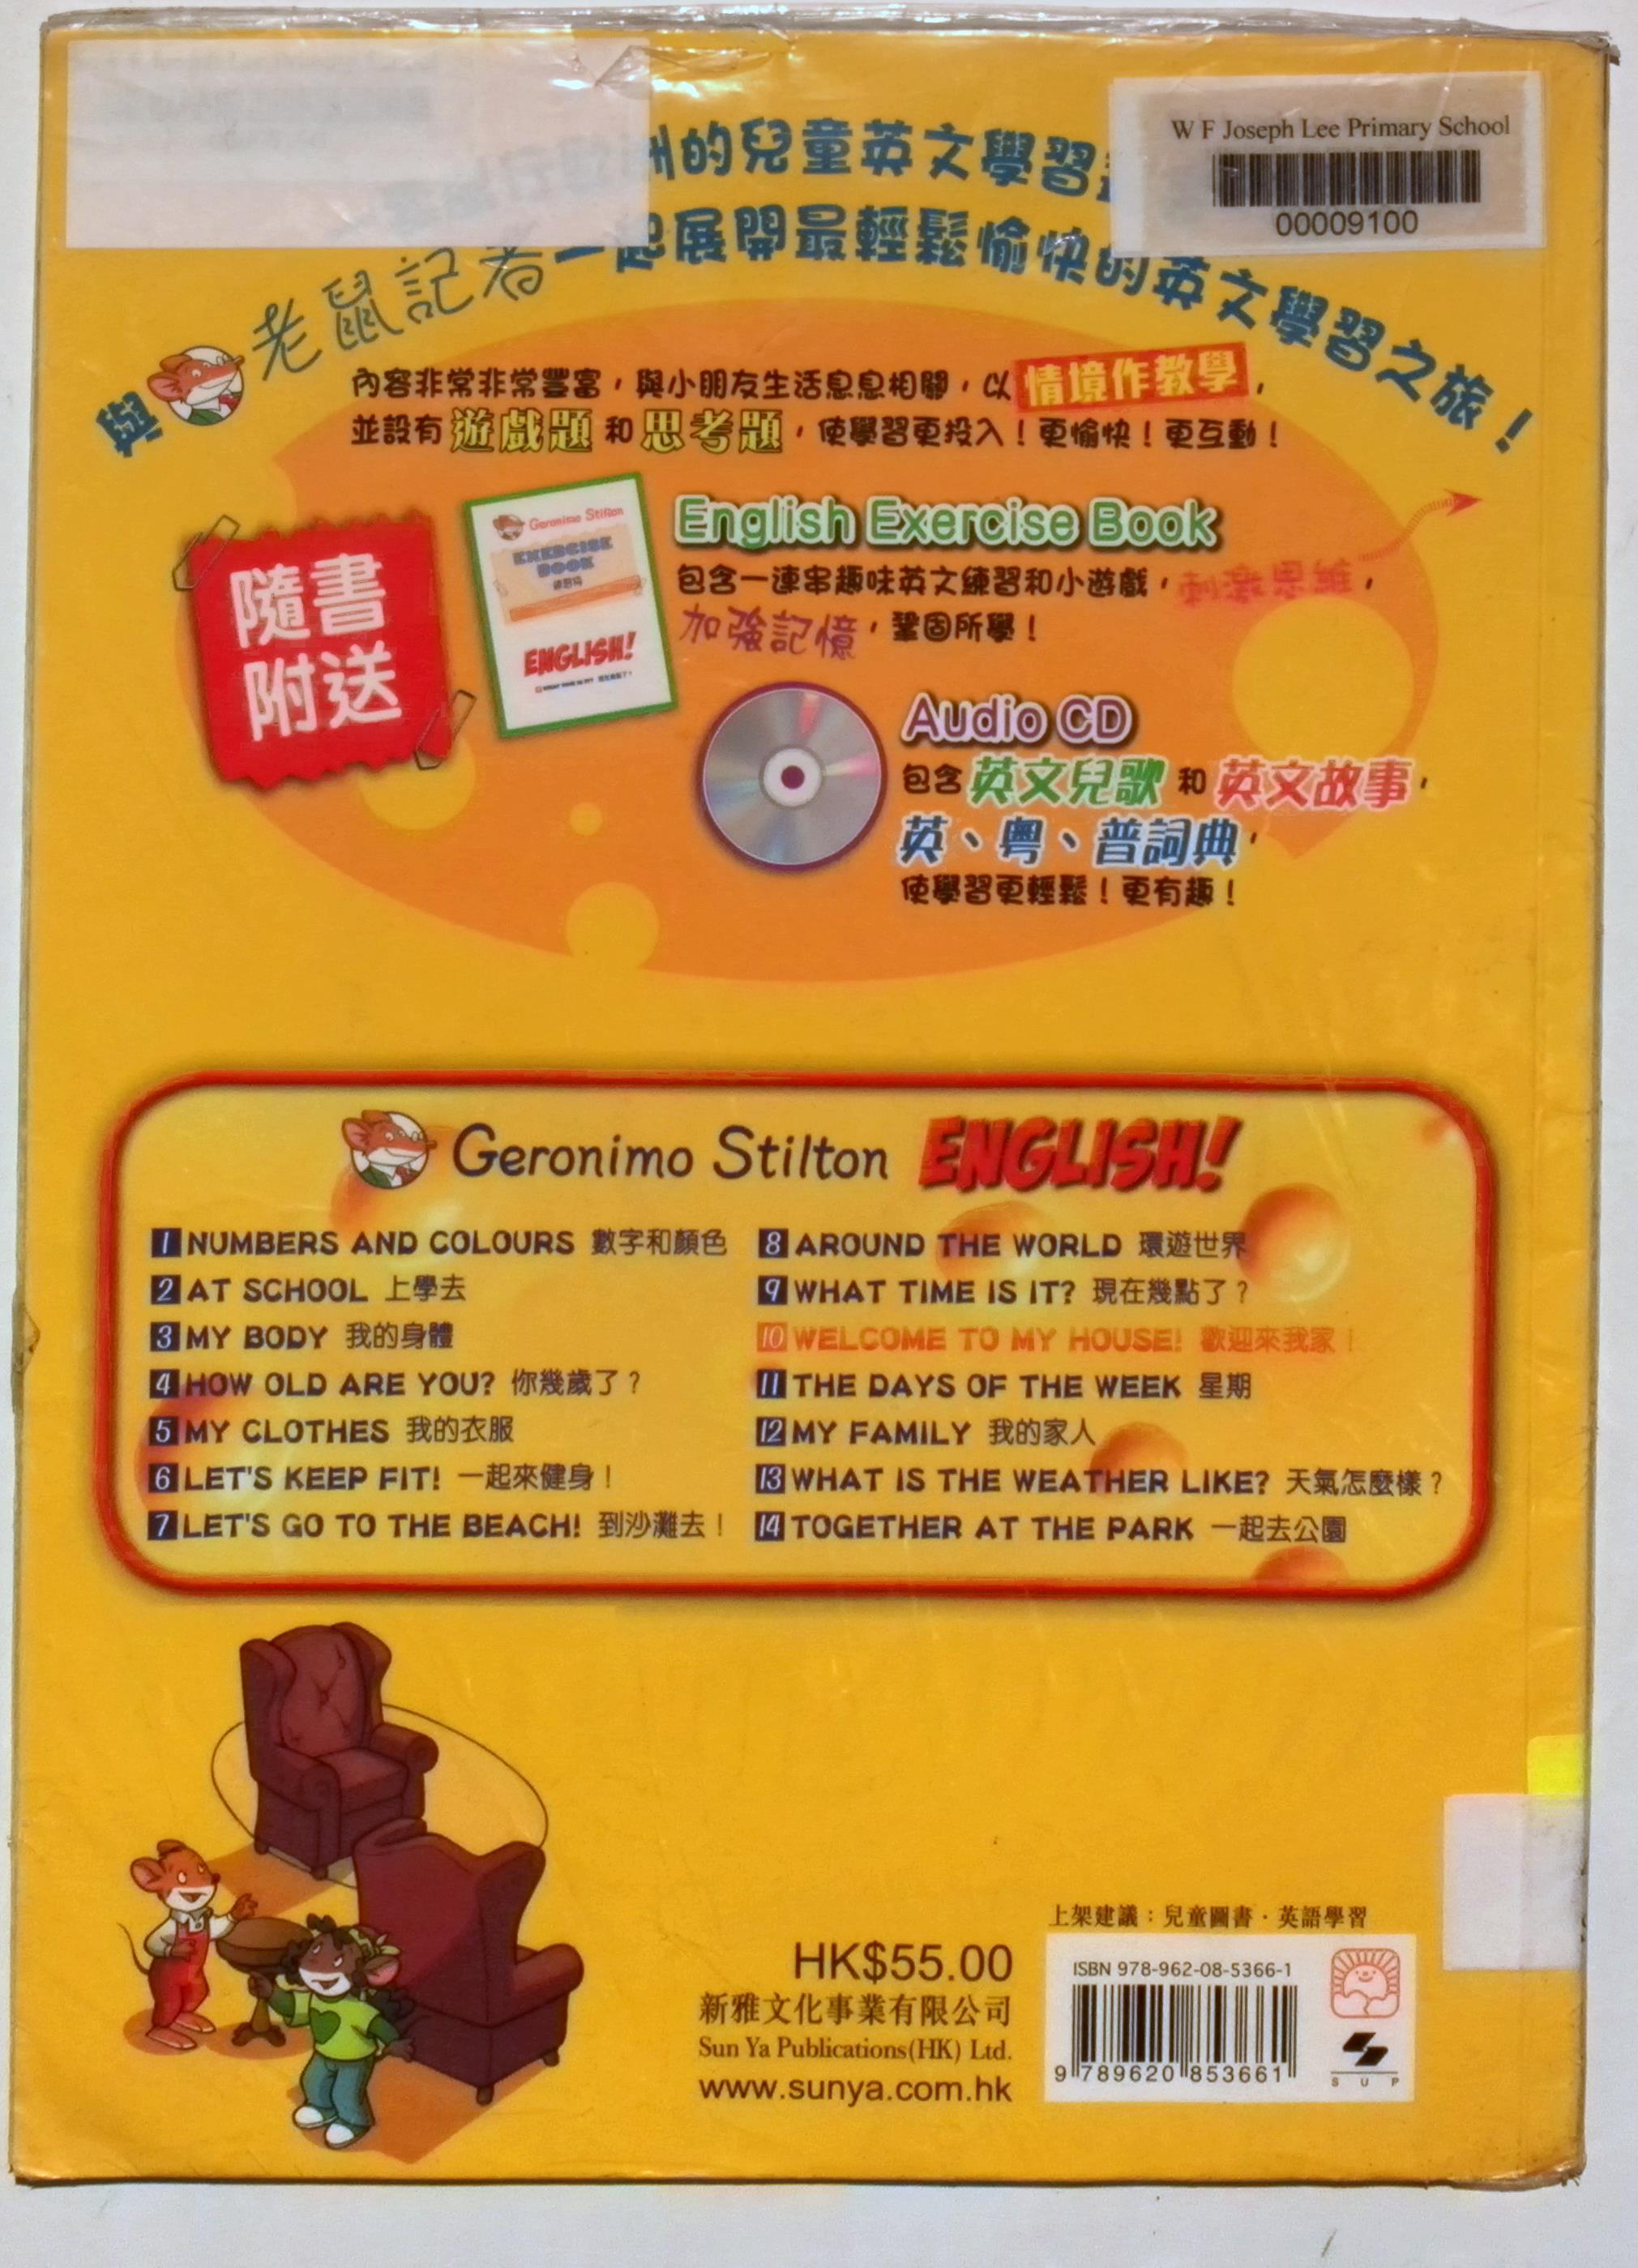 W F Joseph Lee Primary School
00009100
洲的兒童英文學習
與老鼠記者一起展開最輕鬆愉快的英文學習之旅！
內容非常非常豐富，與小朋友生活息息相關，以情境作教學，
並設有遊戲題和思考題，使學習更投入！更愉快！更互動！
隨書
附送
Geronimo Stilton
EXERCISE
BOOK
練習冊
ENGLISH!
English Exercise Book
包含一連串趣味英文練習和小遊戲，刺激思維，
加強記憶，鞏固所學！
Audio CD
包含英文兒歌和英文故事，
英、粵、普詞典，
使學習更輕鬆！更有趣！
Geronimo Stilton ENGLISH!
1 NUMBERS AND COLOURS 數字和顏色
2 AT SCHOOL 上學去
3 MY BODY 我的身體
4 HOW OLD ARE YOU? 你幾歲了？
5 MY CLOTHES 我的衣服
6 LET'S KEEP FIT! 一起來健身！
7 LET'S GO TO THE BEACH! 到沙灘去！
8 AROUND THE WORLD 環遊世界
9 WHAT TIME IS IT? 現在幾點了？
10 WELCOME TO MY HOUSE! 歡迎來我家！
11 THE DAYS OF THE WEEK 星期
12 MY FAMILY 我的家人
13 WHAT IS THE WEATHER LIKE? 天氣怎麼樣？
14 TOGETHER AT THE PARK 一起去公園
上架建議：兒童圖書·英語學習
HK$55.00
新雅文化事業有限公司
Sun Ya Publications(HK) Ltd.
www.sunya.com.hk
ISBN 978-962-08-5366-1
9 789620 853661
SUP